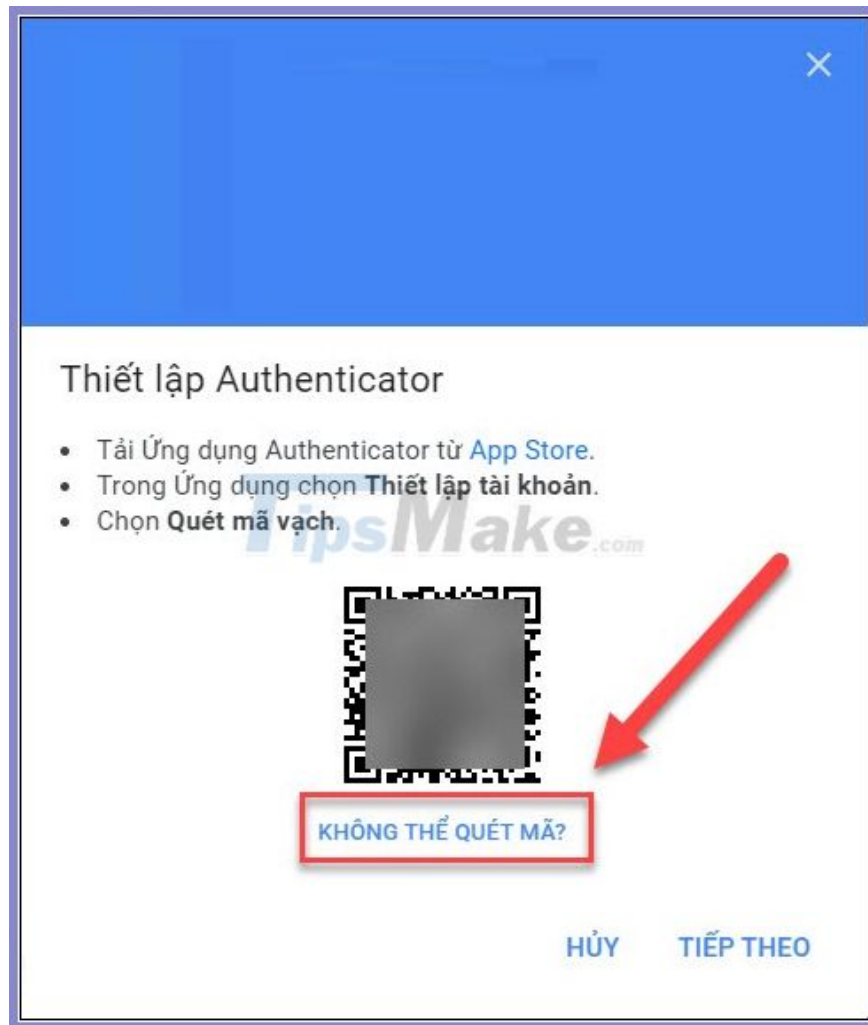 Thiết lập Authenticator
Tải Ứng dụng Authenticator từ App Store.
Trong Ứng dụng chọn Thiết lập tài khoản.
Chọn Quét mã vạch.
TipsMake.com
KHÔNG THỂ QUÉT MÃ?
HỦY TIẾP THEO